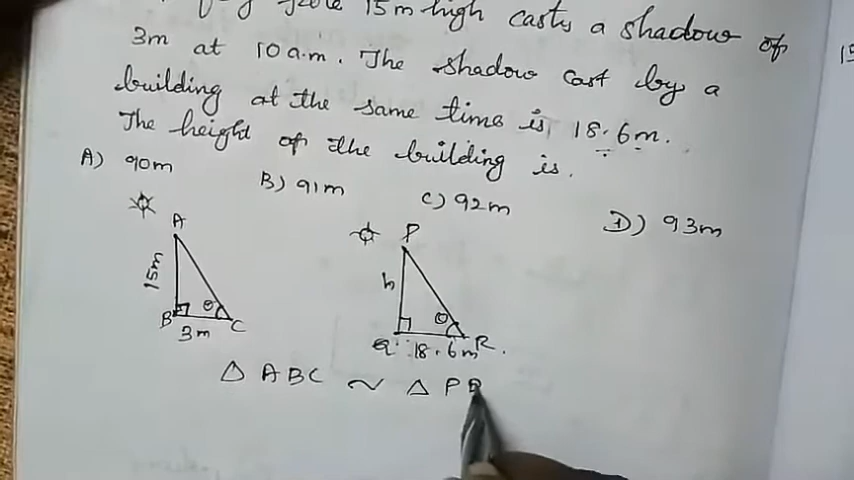 15m high casts a shadow of
3m at 10 a.m. The shadow cast by a
building at the same time is 18.6m.
The height of the building is.
A) 90m B) 91m C) 92m D) 93m
A P
15m h
θ θ
B C Q R.
3m 18.6m
Δ ABC ~ Δ P